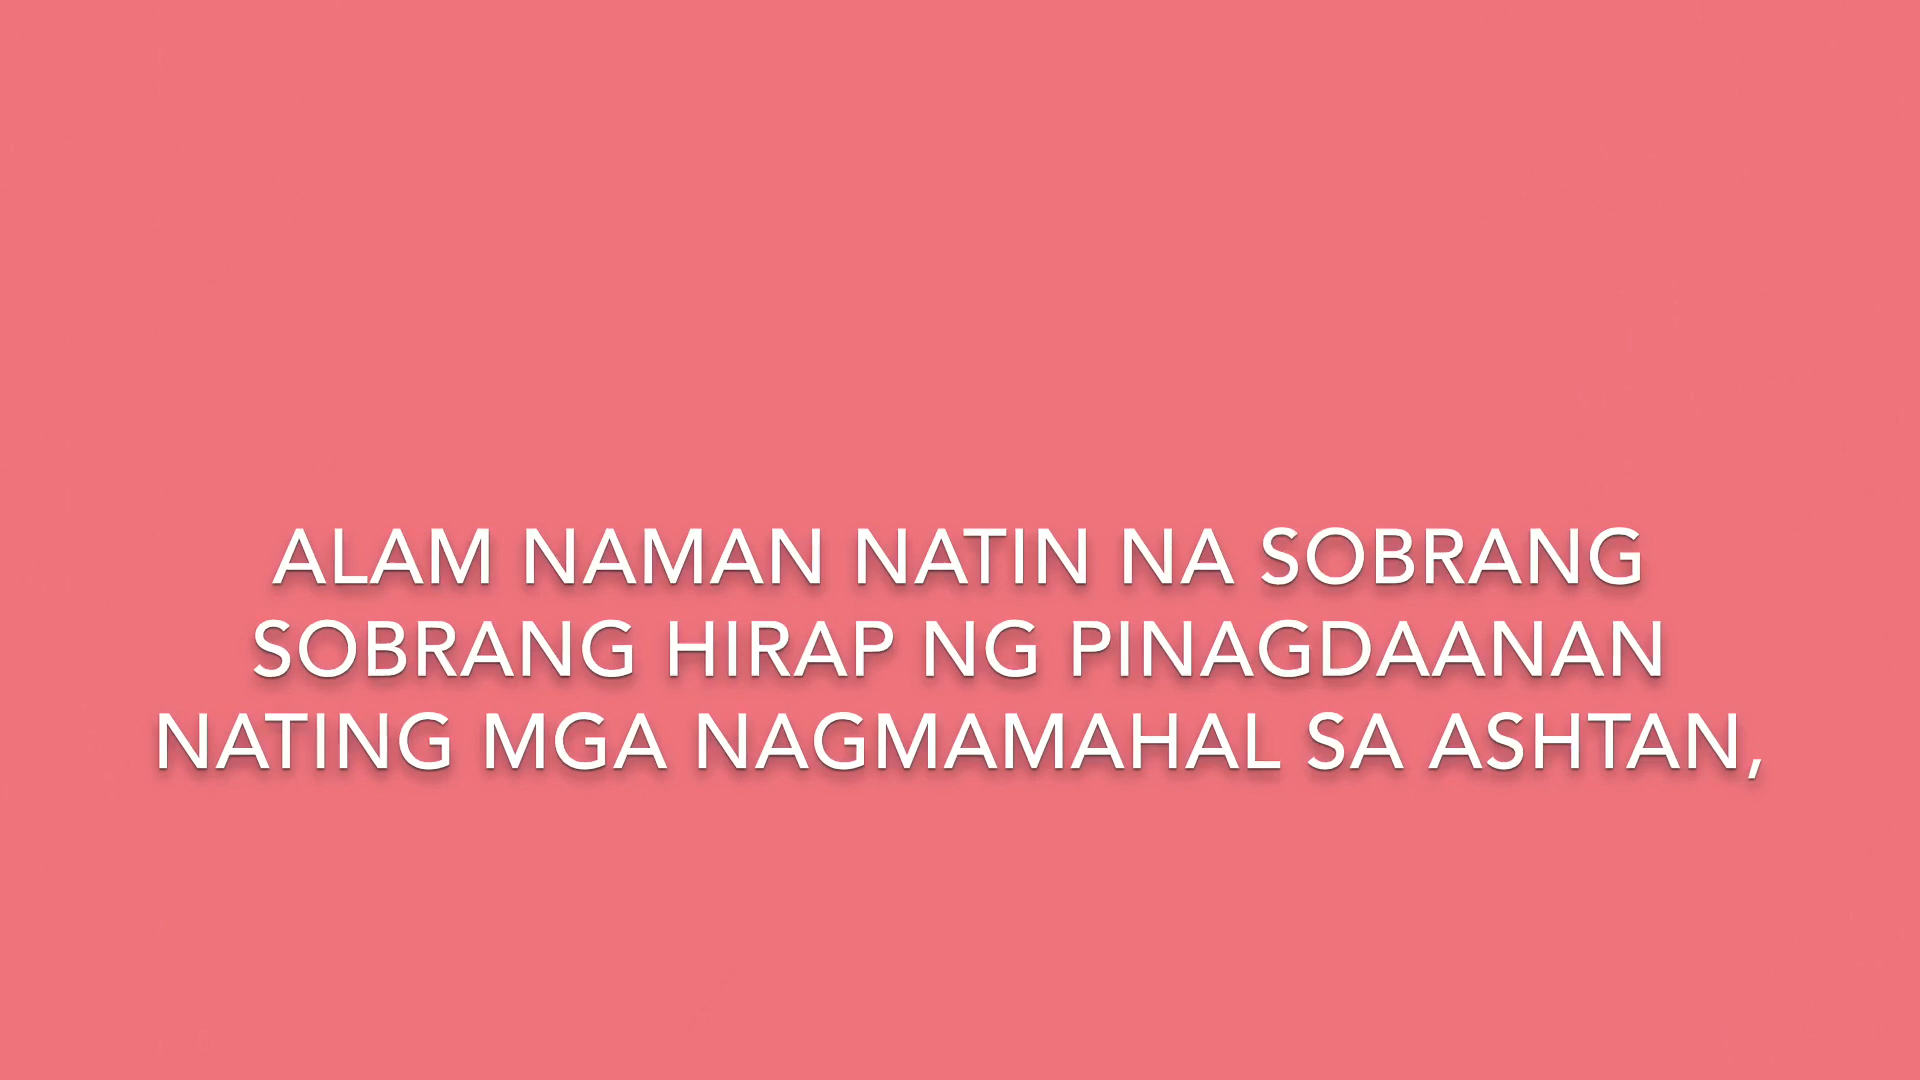 ALAM NAMAN NATIN NA SOBRANG
SOBRANG HIRAP NG PINAGDAANAN
NATING MGA NAGMAMAHAL SA ASHTAN,